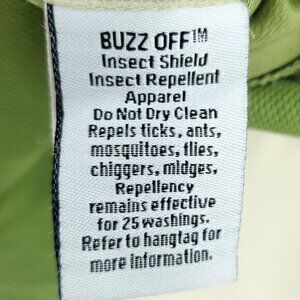 BUZZ OFF™
Insect Shield
Insect Repellent
Apparel
Do Not Dry Clean
Repels ticks, ants,
mosquitoes, flies,
chiggers, midges,
Repellency
remains effective
for 25 washings.
Refer to hangtag for
more information.